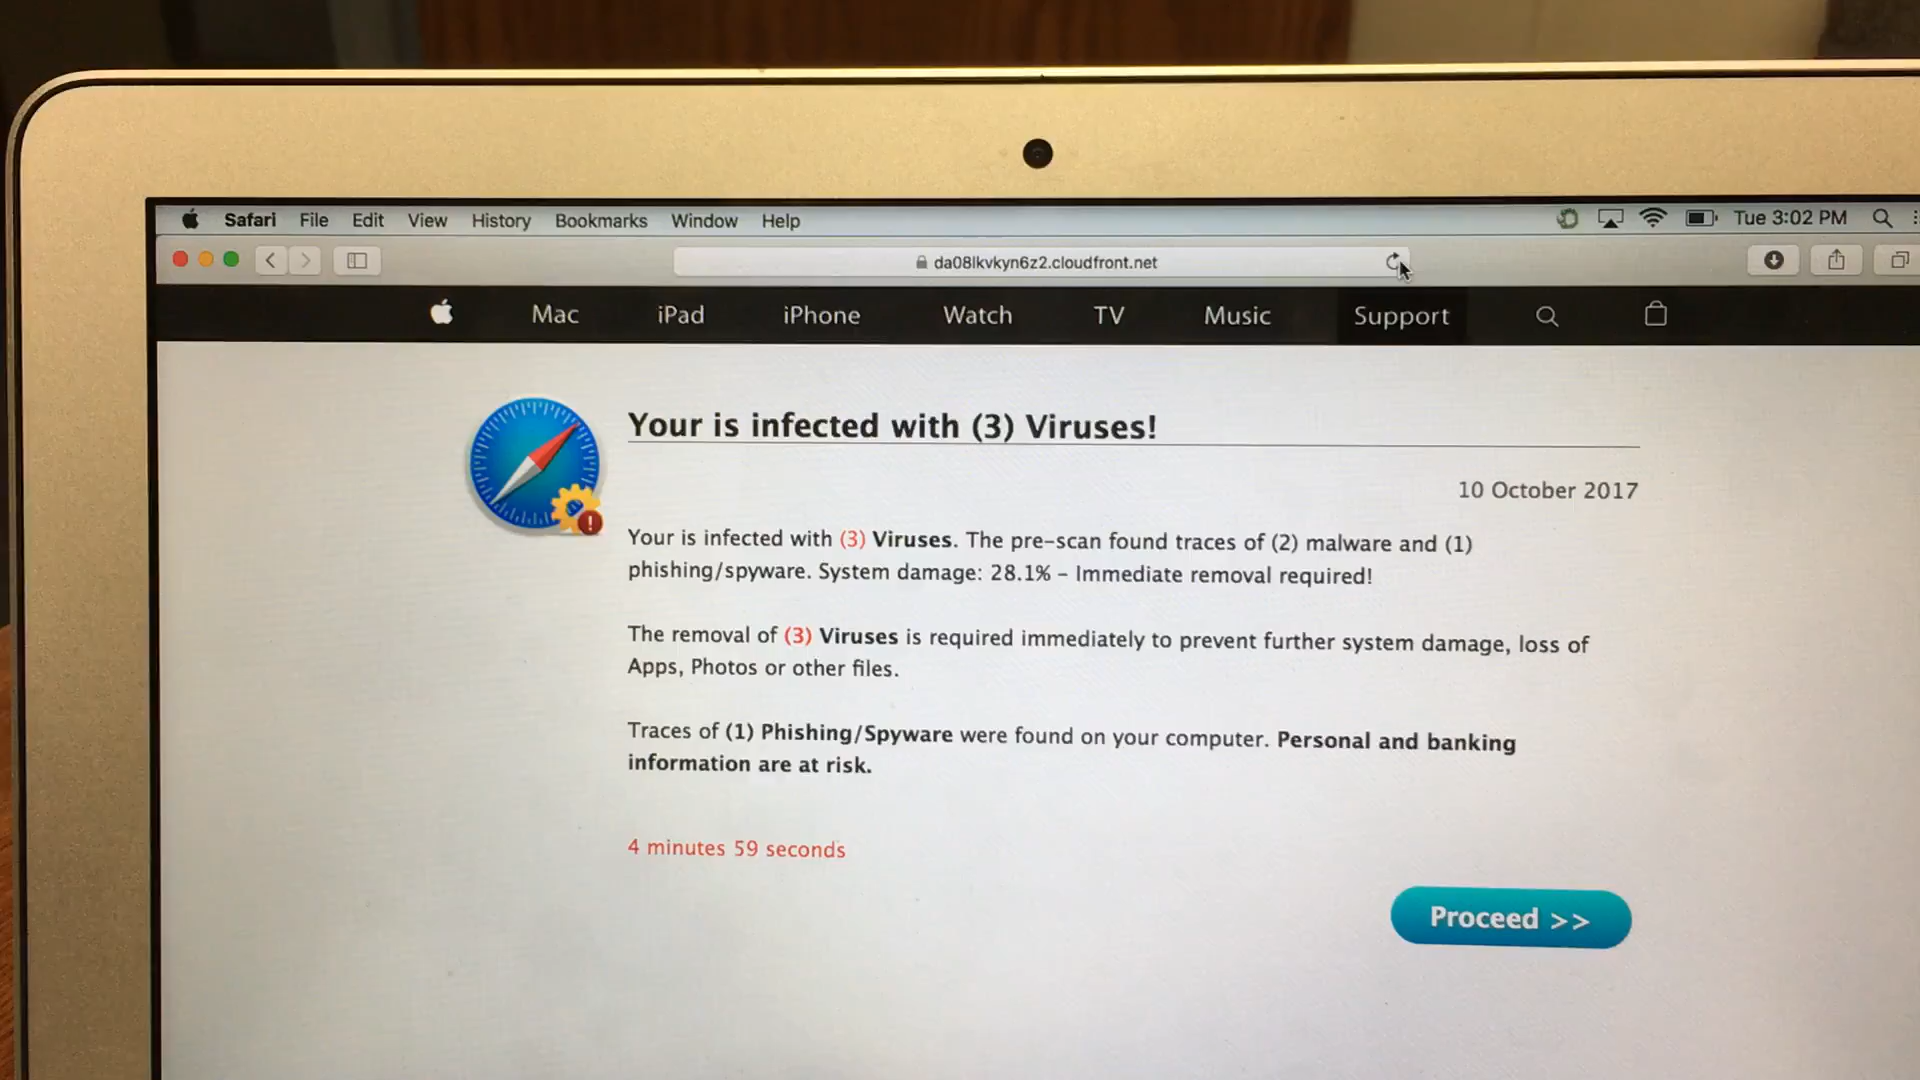 Safari File Edit View History Bookmarks Window Help Tue 3:02 PM
da08lkvkyn6z2.cloudfront.net
Mac iPad iPhone Watch TV Music Support
Your is infected with (3) Viruses!
10 October 2017
Your is infected with (3) Viruses. The pre-scan found traces of (2) malware and (1)
phishing/spyware. System damage: 28.1% - Immediate removal required!
The removal of (3) Viruses is required immediately to prevent further system damage, loss of
Apps, Photos or other files.
Traces of (1) Phishing/Spyware were found on your computer. Personal and banking
information are at risk.
4 minutes 59 seconds
Proceed >>